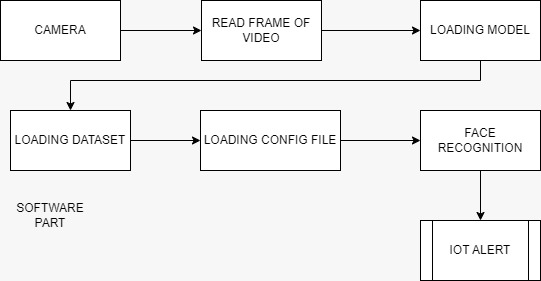 CAMERA
READ FRAME OF
VIDEO
LOADING MODEL
LOADING DATASET
LOADING CONFIG FILE
FACE
RECOGNITION
SOFTWARE
PART
IOT ALERT